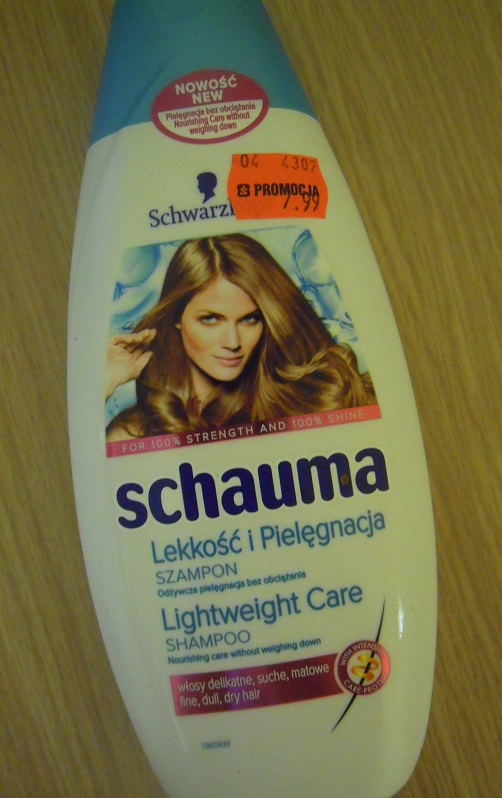 NOWOŚĆ
NEW
Pielęgnacja bez obciążania
Nourishing Care without
weighing down
04 4307
PROMOCJA
7.99
FOR 100% STRENGTH AND 100% SHINE
schauma
Lekkość i Pielęgnacja
SZAMPON
Odżywcza pielęgnacja bez obciążania
Lightweight Care
SHAMPOO
Nourishing care without weighing down
włosy delikatne, suche, matowe
fine, dull, dry hair